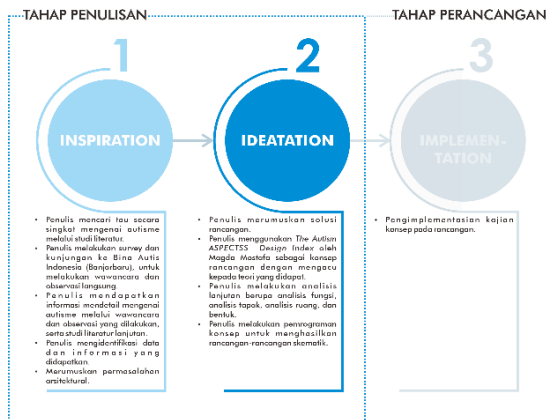 TAHAP PENULISAN
TAHAP PERANCANGAN
1
INSPIRATION
• Penulis mencari tau secara
singkat mengenai autisme
melalui studi literatur.
• Penulis melakukan survey dan
kunjungan ke Bina Autis
Indonesia (Banjarbaru), untuk
melakukan wawancara dan
observasi langsung.
• Penulis mendapatkan
informasi mendetail mengenai
autisme melalui wawancara
dan observasi yang dilakukan,
serta studi literatur lanjutan.
• Penulis mengidentifikasi data
dan informasi yang
didapatkan.
• Merumuskan permasalahan
arsitektural.
2
IDEATATION
• Penulis merumuskan solusi
rancangan.
• Penulis menggunakan The Autism
ASPECTSS Design Index oleh
Magda Mostafa sebagai konsep
rancangan dengan mengacu
kepada teori yang didapat.
• Penulis melakukan analisis
lanjutan berupa analisis fungsi,
analisis tapak, analisis ruang, dan
bentuk.
• Penulis melakukan pemrograman
konsep untuk menghasilkan
rancangan-rancangan skematik.
3
IMPLEMEN-
TATION
• Pengimplementasian kajian
konsep pada rancangan.